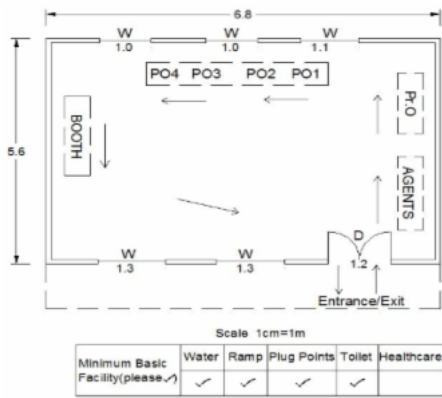 6.8
W W W
1.0 1.0 1.1
PO4 PO3 PO2 PO1
Pr.O
BOOTH
5.6
AGENTS
D
W W 1.2
1.3 1.3
Entrance/Exit
Scale 1cm=1m
Minimum Basic Facility(please ✓) Water Ramp Plug Points Toilet Healthcare
✓ ✓ ✓ ✓